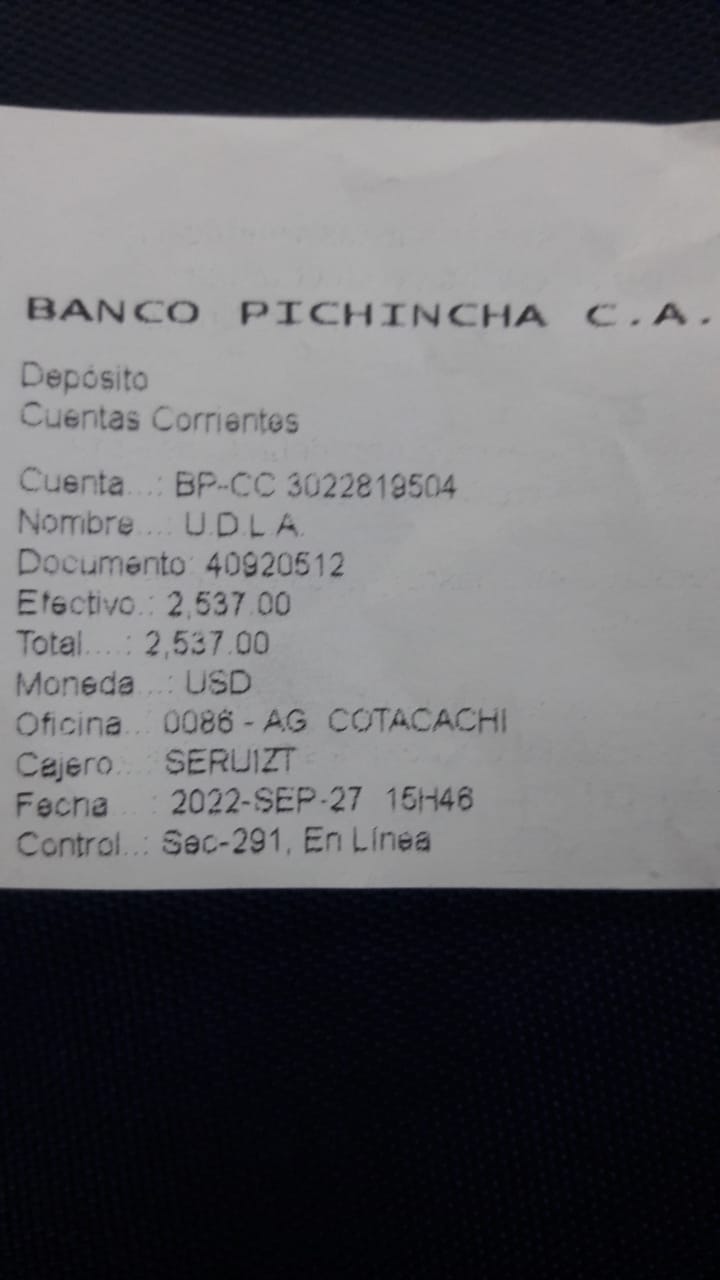 BANCO PICHINCHA C.A.
Depósito
Cuentas Corrientes
Cuenta...: BP-CC 3022819504
Nombre....: U.D.L.A.
Documento: 40920512
Efectivo.: 2,537.00
Total....: 2,537.00
Moneda...: USD
Oficina... 0086 - AG COTACACHI
Cajero.... SERUIZT
Fecha ...: 2022-SEP-27 15H46
Control..: Sec-291, En Línea